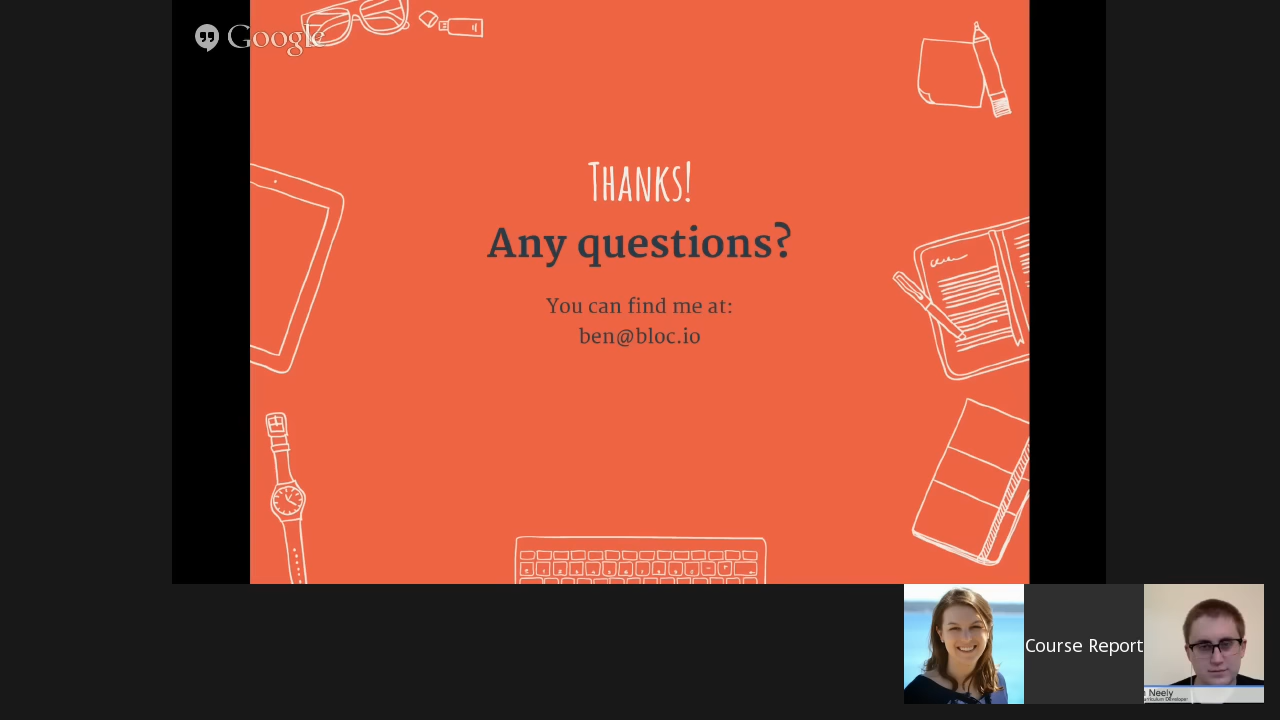 Google
Thanks!
Any questions?
You can find me at:
ben@bloc.io
Course Report
Neely